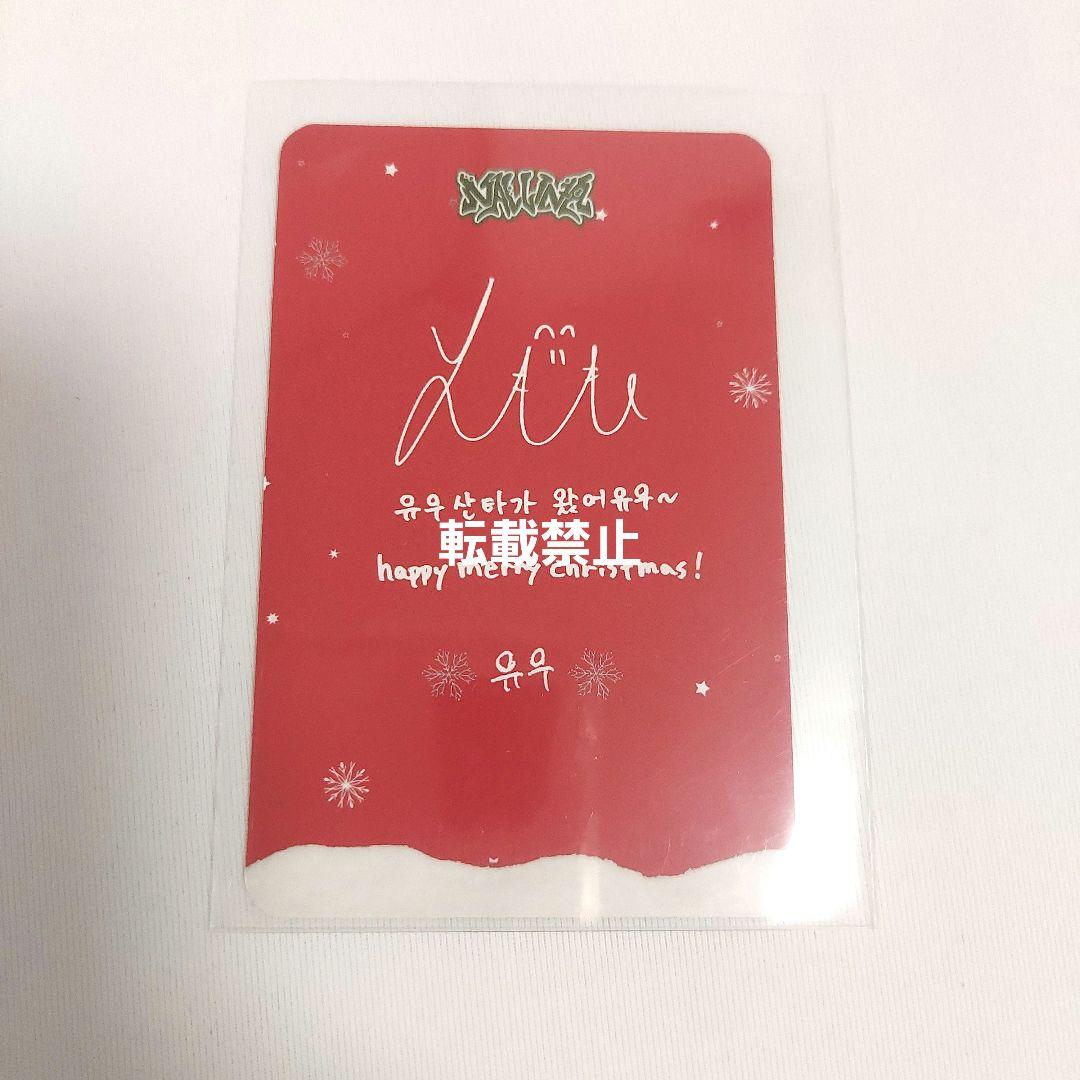 유우 산타가 왔어유우~
転載禁止
happy merry christmas!
유우